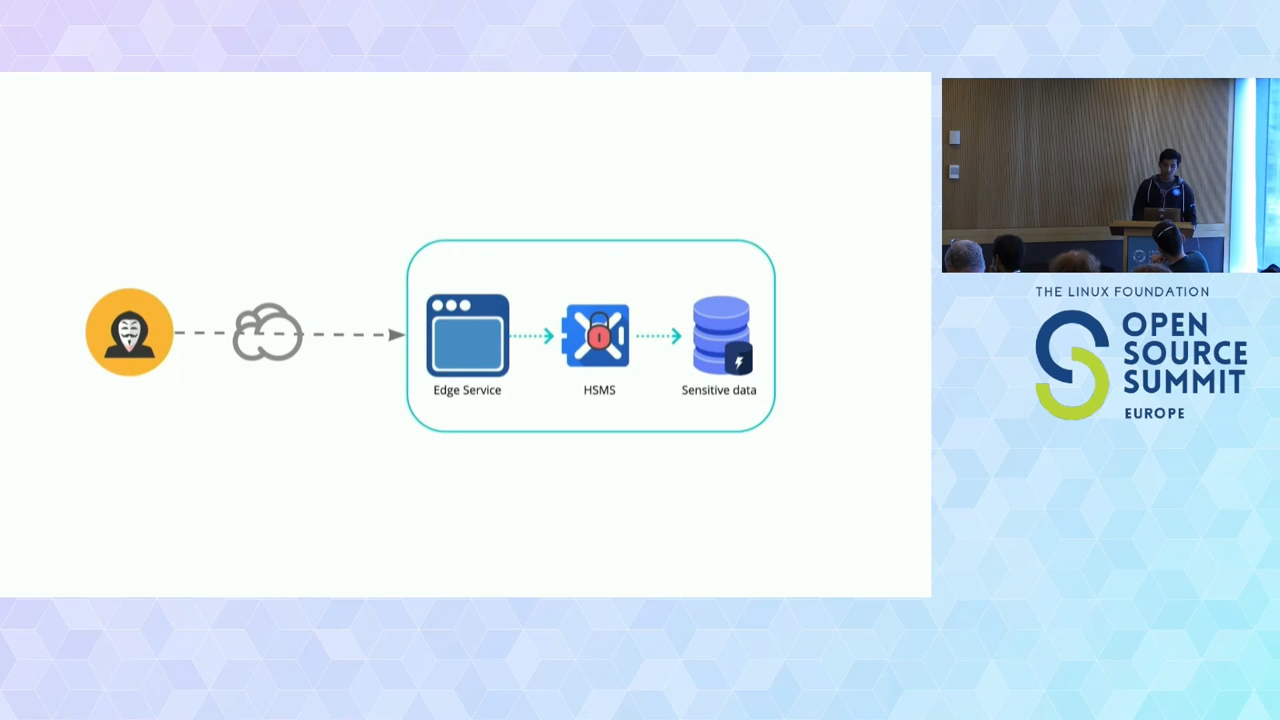 Edge Service
HSMS
Sensitive data
THE LINUX FOUNDATION
OPEN
SOURCE
SUMMIT
EUROPE